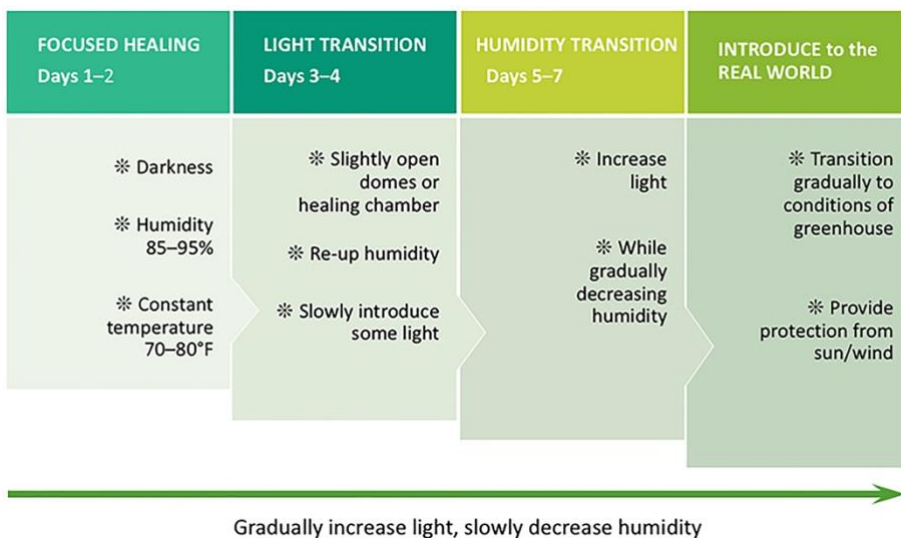 FOCUSED HEALING
Days 1–2
LIGHT TRANSITION
Days 3–4
HUMIDITY TRANSITION
Days 5–7
INTRODUCE to the
REAL WORLD
❊ Darkness
❊ Humidity
85–95%
❊ Constant
temperature
70–80°F
❊ Slightly open
domes or
healing chamber
❊ Re-up humidity
❊ Slowly introduce
some light
❊ Increase
light
❊ While
gradually
decreasing
humidity
❊ Transition
gradually to
conditions of
greenhouse
❊ Provide
protection from
sun/wind
Gradually increase light, slowly decrease humidity